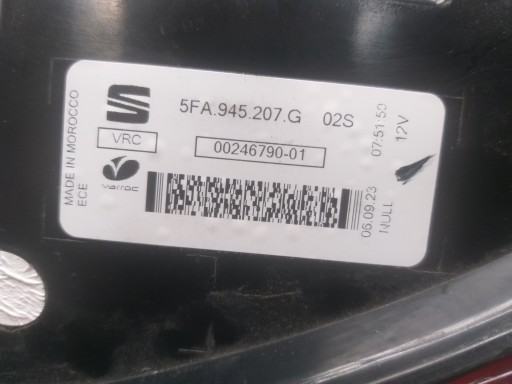 5FA.945.207.G 02S
VRC
00246790-01
varroc
MADE IN MOROCCO
ECE
06.09.23 07:51:50
NULL 12V